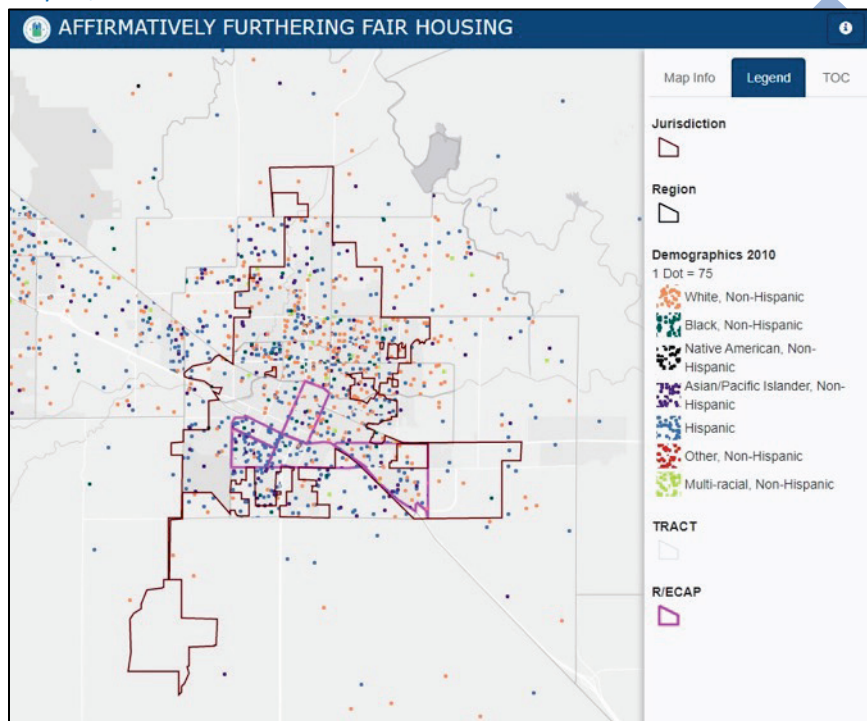 AFFIRMATIVELY FURTHERING FAIR HOUSING
Map Info Legend TOC
Jurisdiction
Region
Demographics 2010
1 Dot = 75
White, Non-Hispanic
Black, Non-Hispanic
Native American, Non-
Hispanic
Asian/Pacific Islander, Non-
Hispanic
Hispanic
Other, Non-Hispanic
Multi-racial, Non-Hispanic
TRACT
R/ECAP